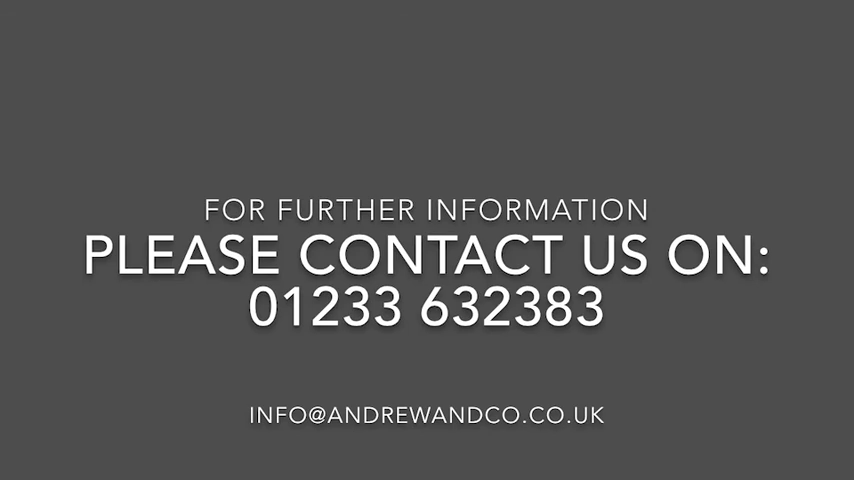 FOR FURTHER INFORMATION
PLEASE CONTACT US ON:
01233 632383
INFO@ANDREWANDCO.CO.UK